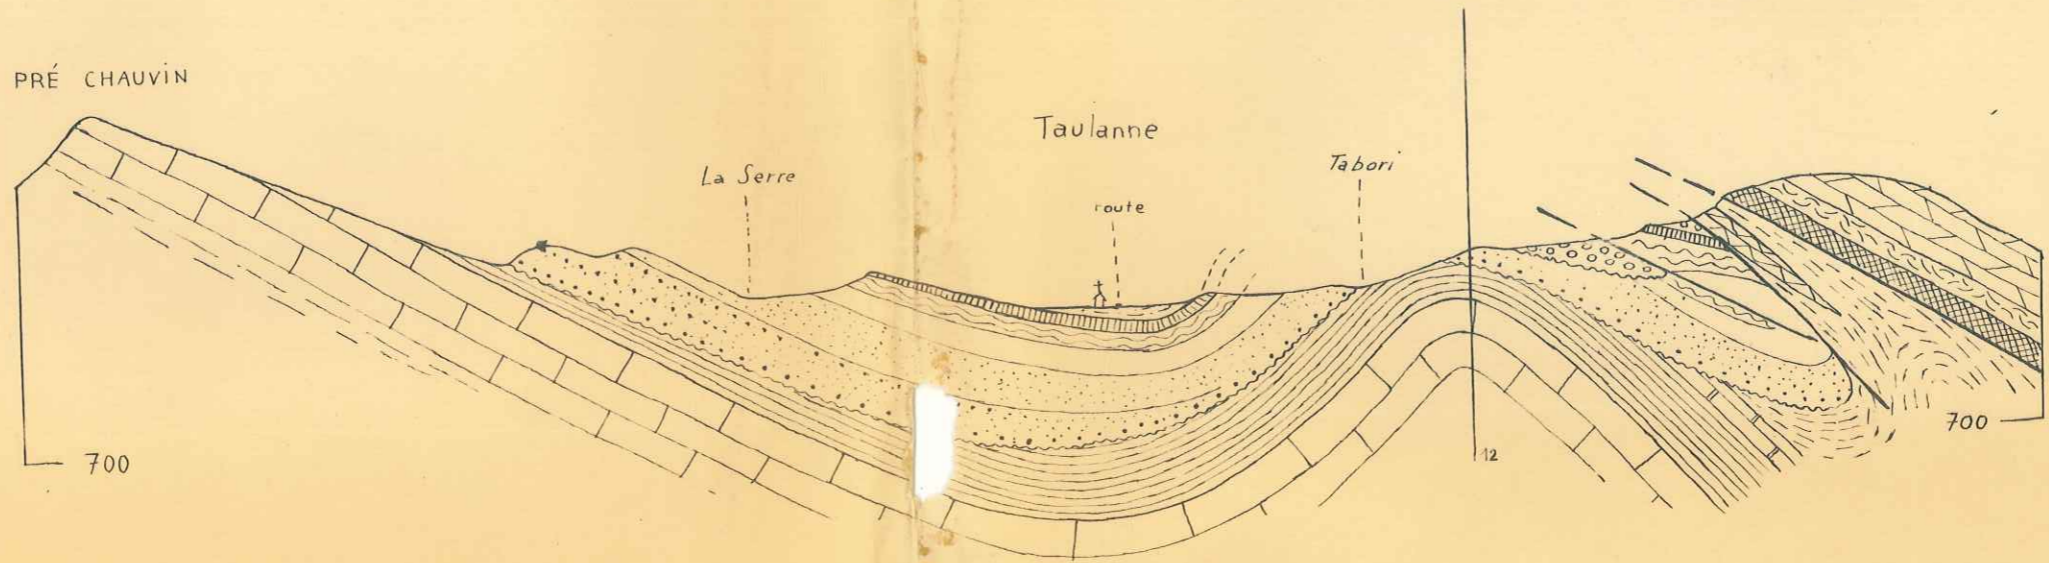 PRÉ CHAUVIN
Taulanne
La Serre
Tabori
route
12
700
700